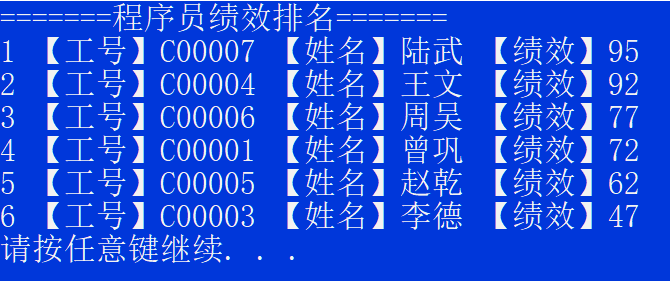 =======程序员绩效排名=======
1 【工号】C00007 【姓名】陆武 【绩效】95
2 【工号】C00004 【姓名】王文 【绩效】92
3 【工号】C00006 【姓名】周吴 【绩效】77
4 【工号】C00001 【姓名】曾巩 【绩效】72
5 【工号】C00005 【姓名】赵乾 【绩效】62
6 【工号】C00003 【姓名】李德 【绩效】47
请按任意键继续. . .